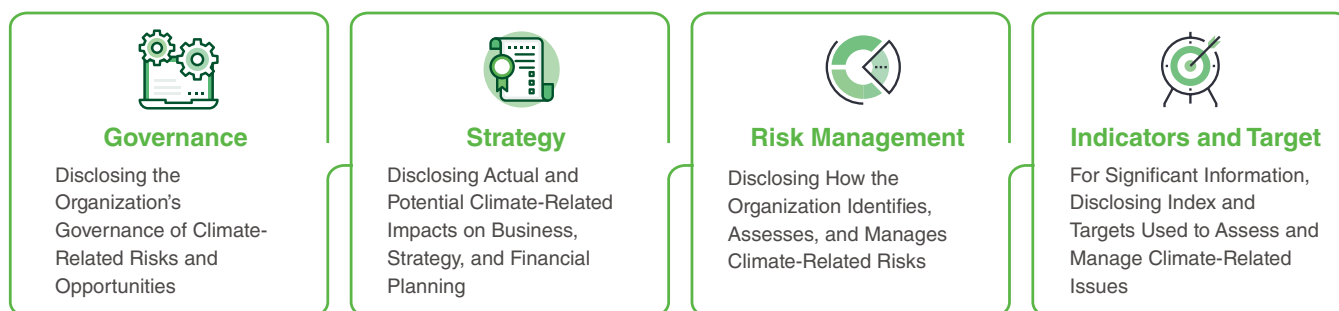 Governance
Disclosing the
Organization’s
Governance of Climate-
Related Risks and
Opportunities
Strategy
Disclosing Actual and
Potential Climate-Related
Impacts on Business,
Strategy, and Financial
Planning
Risk Management
Disclosing How the
Organization Identifies,
Assesses, and Manages
Climate-Related Risks
Indicators and Target
For Significant Information,
Disclosing Index and
Targets Used to Assess and
Manage Climate-Related
Issues